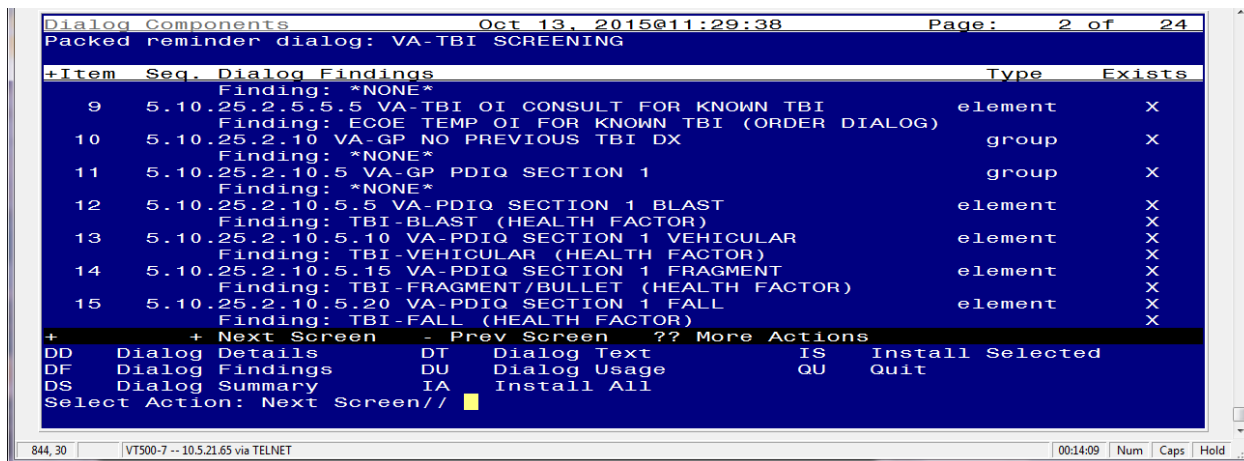 Dialog Components Oct 13, 2015@11:29:38 Page: 2 of 24
Packed reminder dialog: VA-TBI SCREENING
+Item Seq. Dialog Findings Type Exists
Finding: *NONE*
9 5.10.25.2.5.5.5 VA-TBI OI CONSULT FOR KNOWN TBI element X
Finding: ECOE TEMP OI FOR KNOWN TBI (ORDER DIALOG)
10 5.10.25.2.10 VA-GP NO PREVIOUS TBI DX group X
Finding: *NONE*
11 5.10.25.2.10.5 VA-GP PDIQ SECTION 1 group X
Finding: *NONE*
12 5.10.25.2.10.5.5 VA-PDIQ SECTION 1 BLAST element X
Finding: TBI-BLAST (HEALTH FACTOR) X
13 5.10.25.2.10.5.10 VA-PDIQ SECTION 1 VEHICULAR element X
Finding: TBI-VEHICULAR (HEALTH FACTOR) X
14 5.10.25.2.10.5.15 VA-PDIQ SECTION 1 FRAGMENT element X
Finding: TBI-FRAGMENT/BULLET (HEALTH FACTOR) X
15 5.10.25.2.10.5.20 VA-PDIQ SECTION 1 FALL element X
Finding: TBI-FALL (HEALTH FACTOR) X
+ + Next Screen - Prev Screen ?? More Actions
DD Dialog Details DT Dialog Text IS Install Selected
DF Dialog Findings DU Dialog Usage QU Quit
DS Dialog Summary IA Install All
Select Action: Next Screen//
844, 30 VT500-7 -- 10.5.21.65 via TELNET 00:14:09 Num Caps Hold